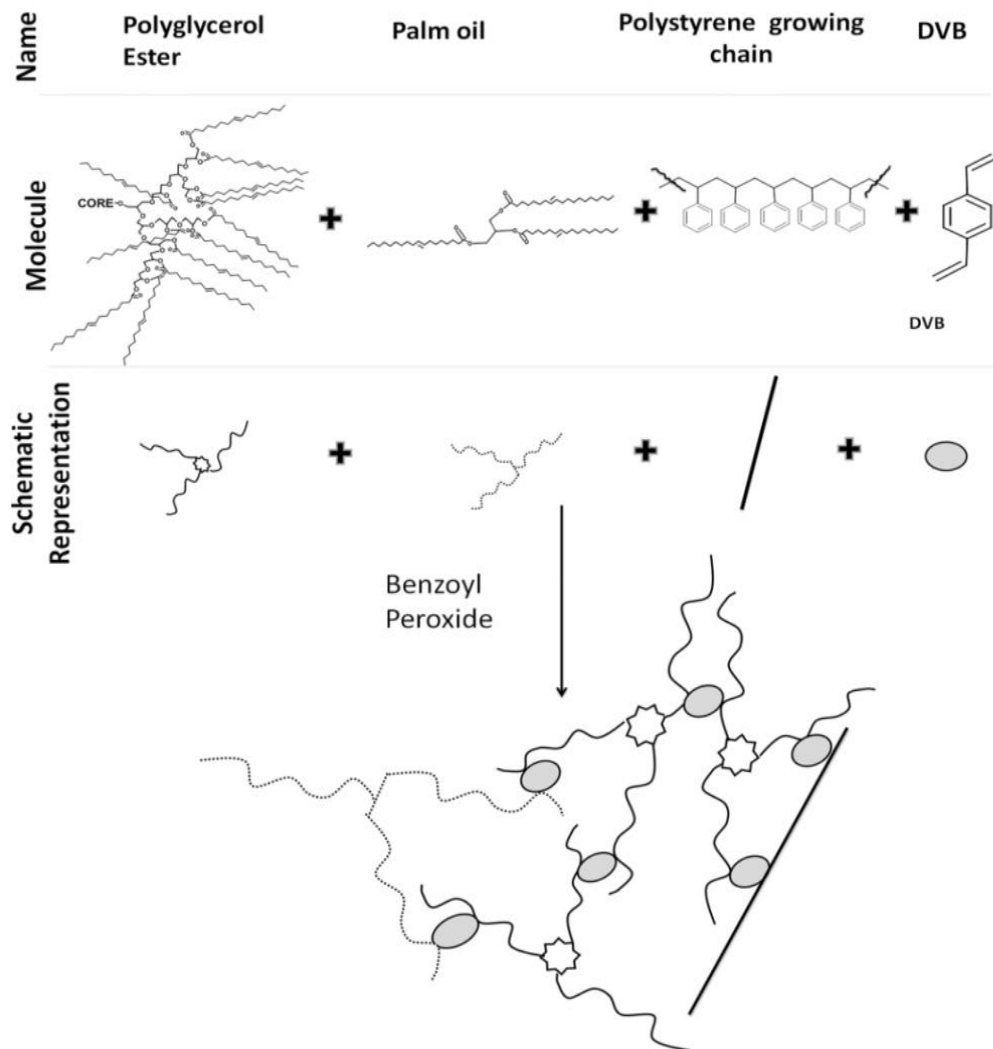 Name
Polyglycerol
Ester
Palm oil
Polystyrene growing
chain
DVB
Molecule
CORE
DVB
Schematic
Representation
Benzoyl
Peroxide